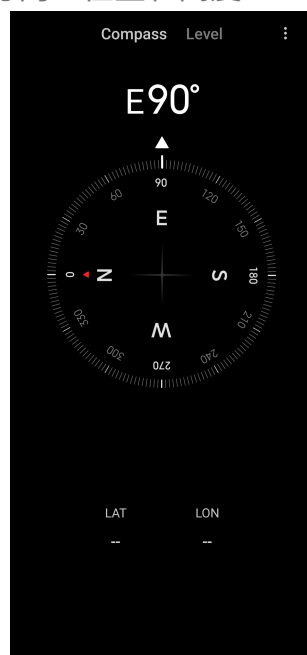 Compass Level
E90°
90
60 120
30 E 150
0 N S 180
330 W 210
300 240
270
LAT LON
-- --